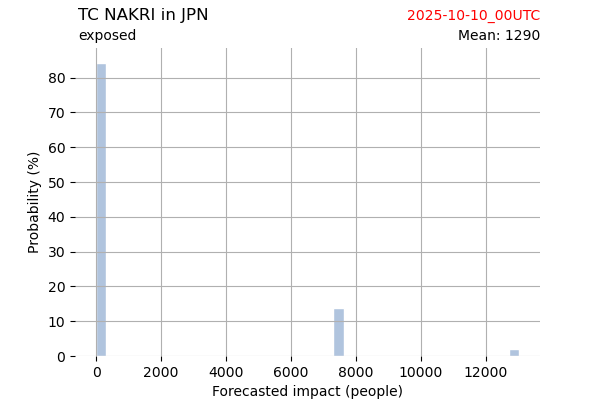 TC NAKRI in JPN
2025-10-10_00UTC
exposed
Mean: 1290
80
70
60
50
40
30
20
10
0
Probability (%)
0 2000 4000 6000 8000 10000 12000
Forecasted impact (people)